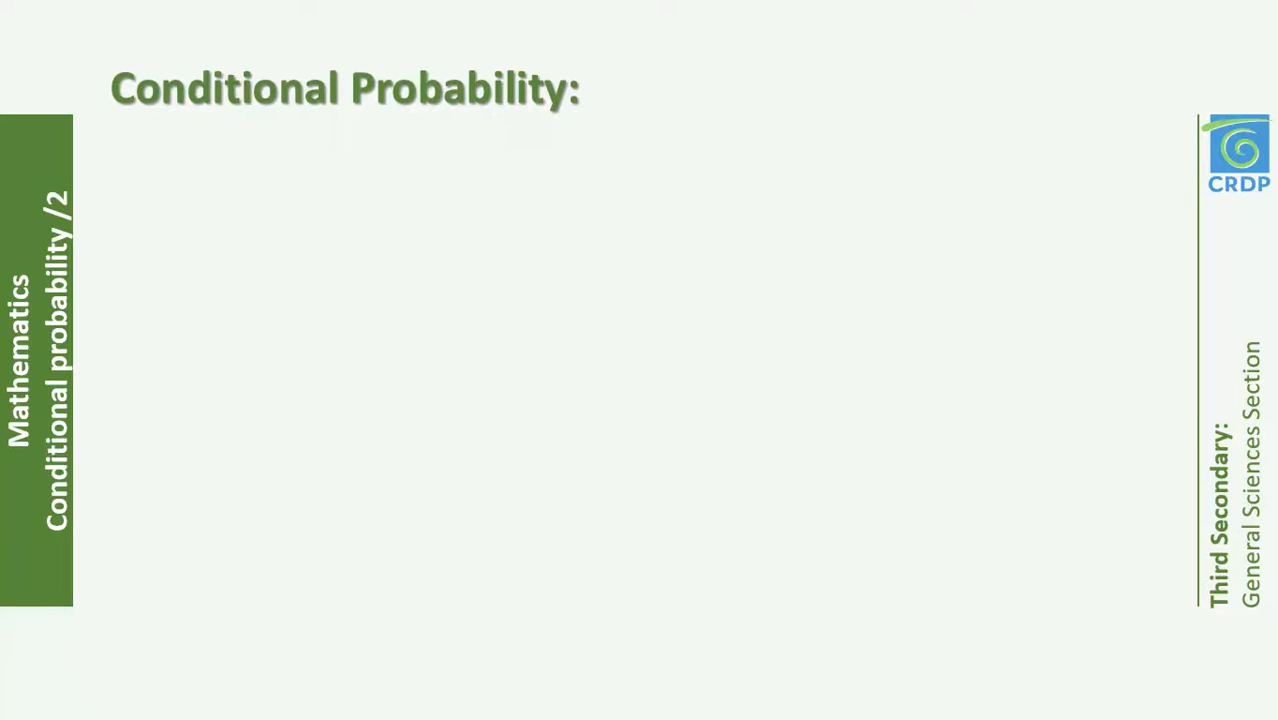 Conditional Probability:
Mathematics
Conditional probability /2
CRDP
Third Secondary:
General Sciences Section